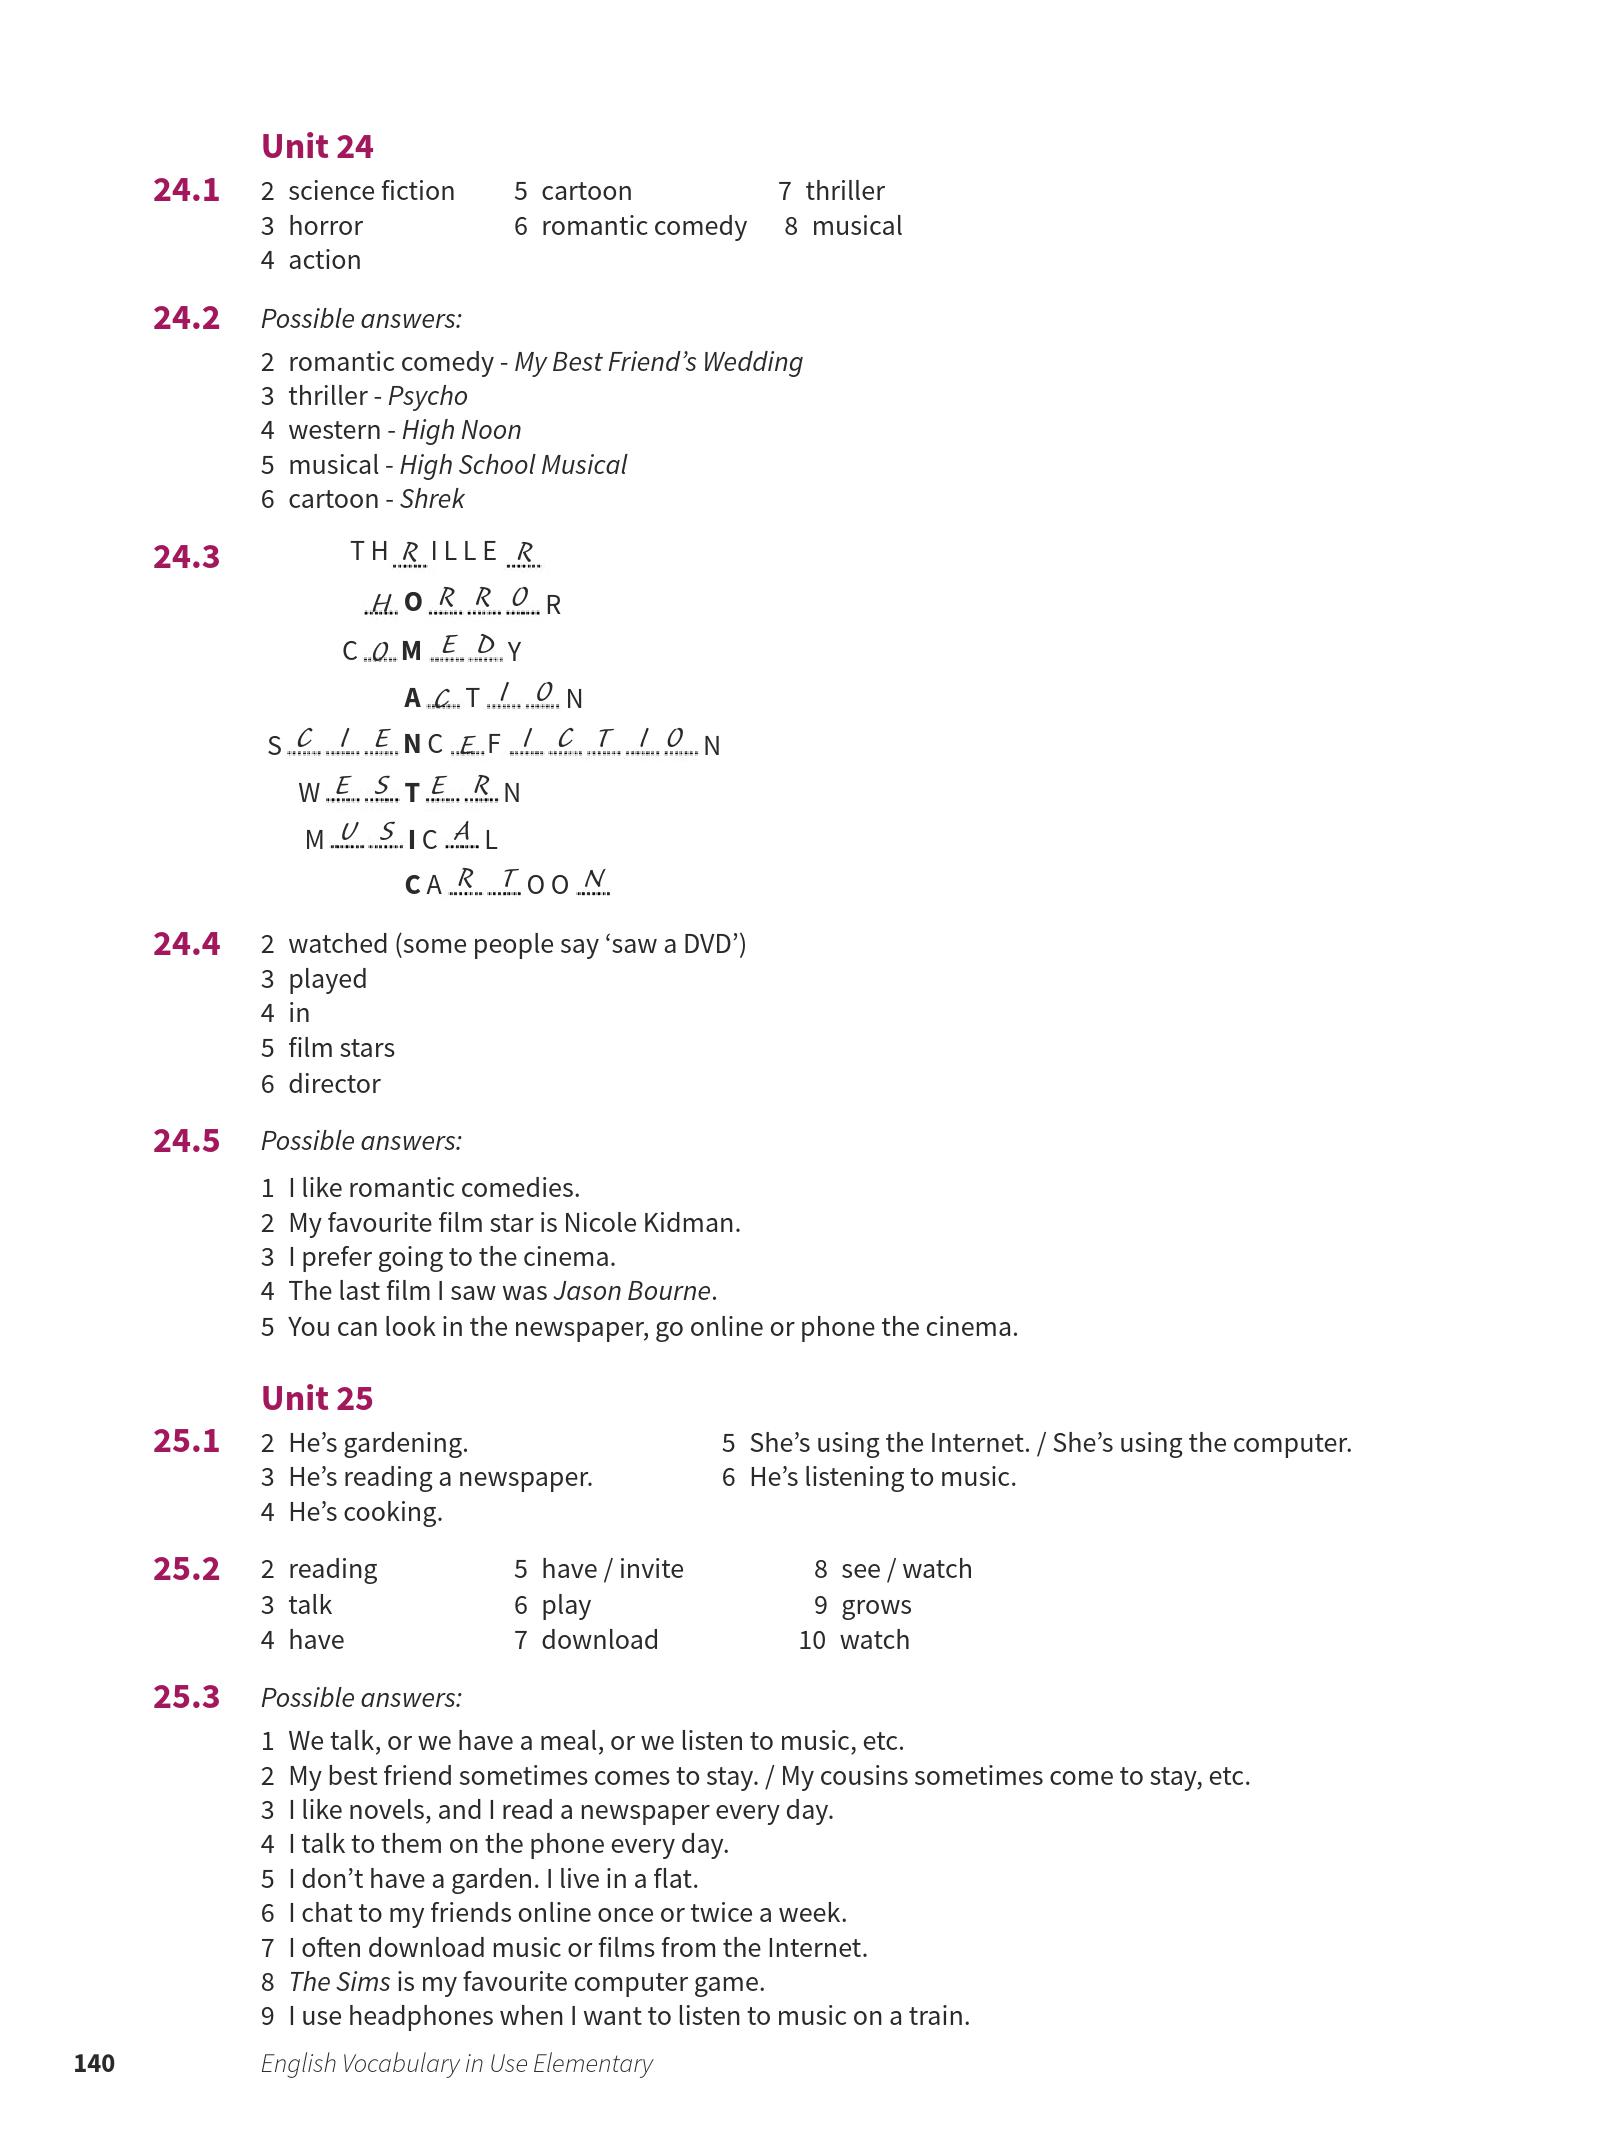 Unit 24
24.1 2 science fiction 5 cartoon 7 thriller
3 horror 6 romantic comedy 8 musical
4 action
24.2 Possible answers:
2 romantic comedy - My Best Friend’s Wedding
3 thriller - Psycho
4 western - High Noon
5 musical - High School Musical
6 cartoon - Shrek
24.3 T H R I L L E R
H O R R O R
C O M E D Y
A C T I O N
S C I E N C E F I C T I O N
W E S T E R N
M U S I C A L
C A R T O O N
24.4 2 watched (some people say ‘saw a DVD’)
3 played
4 in
5 film stars
6 director
24.5 Possible answers:
1 I like romantic comedies.
2 My favourite film star is Nicole Kidman.
3 I prefer going to the cinema.
4 The last film I saw was Jason Bourne.
5 You can look in the newspaper, go online or phone the cinema.
Unit 25
25.1 2 He’s gardening. 5 She’s using the Internet. / She’s using the computer.
3 He’s reading a newspaper. 6 He’s listening to music.
4 He’s cooking.
25.2 2 reading 5 have / invite 8 see / watch
3 talk 6 play 9 grows
4 have 7 download 10 watch
25.3 Possible answers:
1 We talk, or we have a meal, or we listen to music, etc.
2 My best friend sometimes comes to stay. / My cousins sometimes come to stay, etc.
3 I like novels, and I read a newspaper every day.
4 I talk to them on the phone every day.
5 I don’t have a garden. I live in a flat.
6 I chat to my friends online once or twice a week.
7 I often download music or films from the Internet.
8 The Sims is my favourite computer game.
9 I use headphones when I want to listen to music on a train.
140 English Vocabulary in Use Elementary